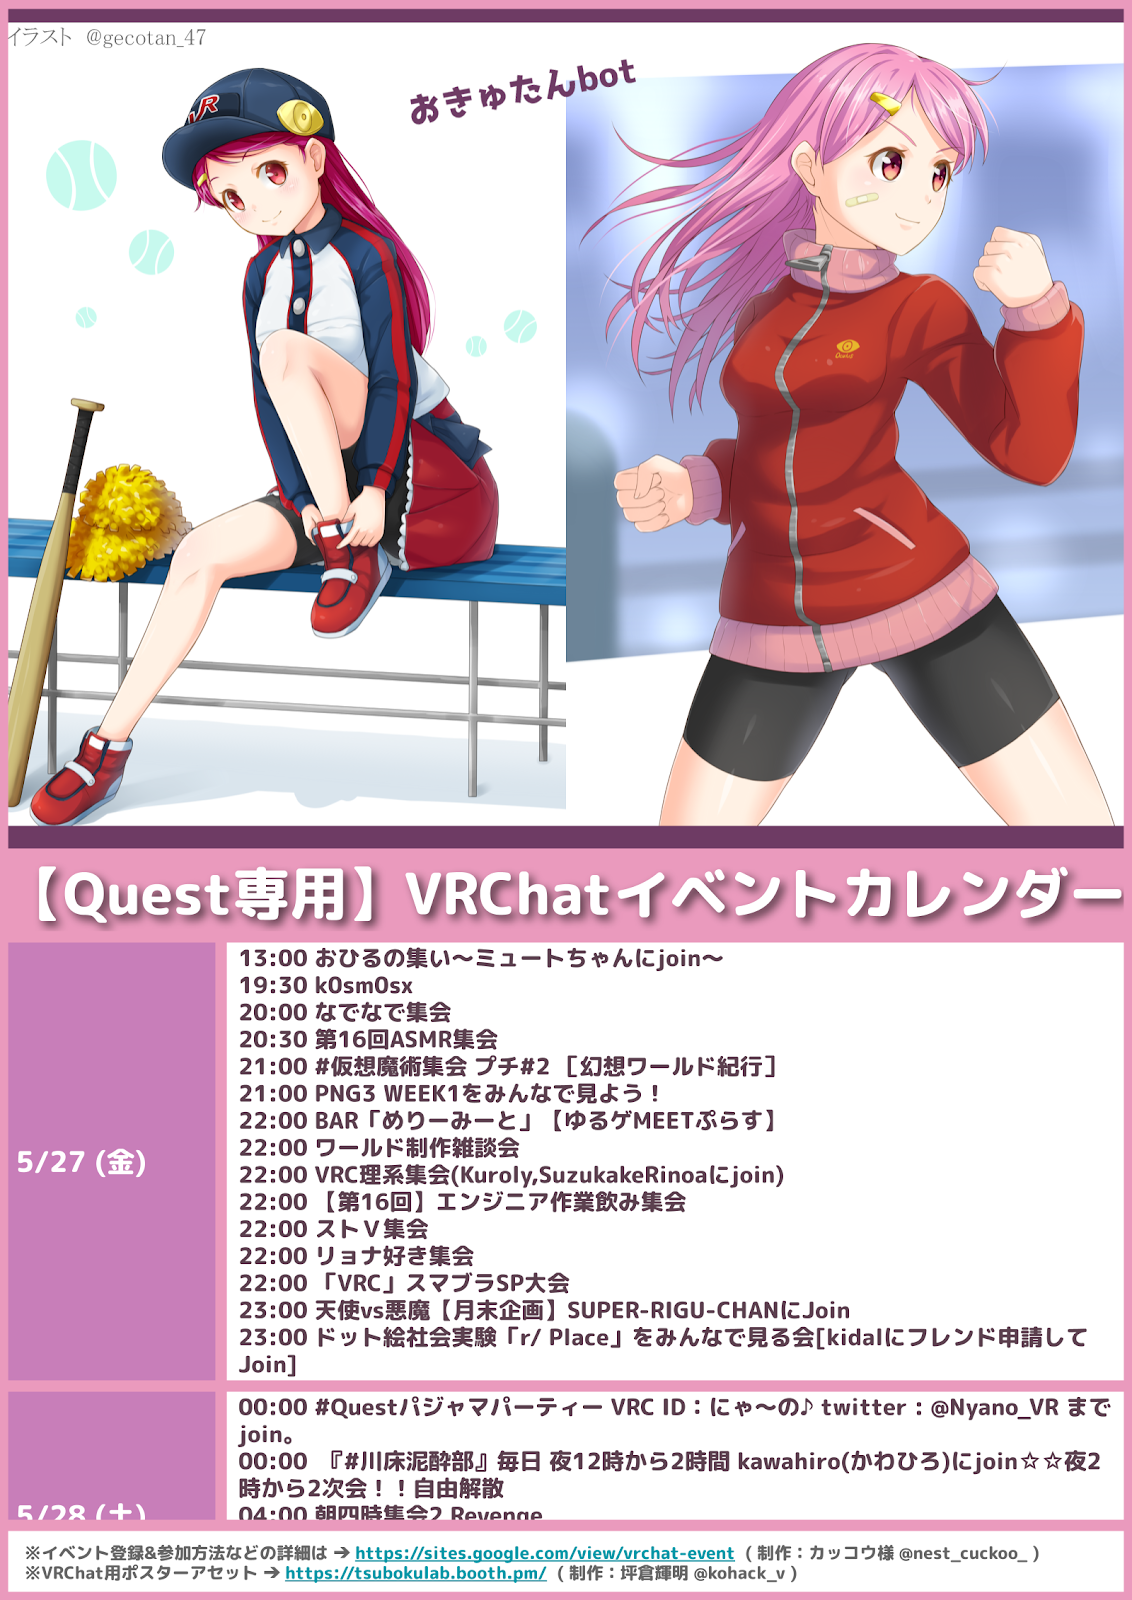 イラスト @gecotan_47
おきゅたんbot
VR
Quest
【Quest専用】VRChatイベントカレンダー
5/27 (金)
13:00 おひるの集い〜ミュートちゃんにjoin〜
19:30 k0sm0sx
20:00 なでなで集会
20:30 第16回ASMR集会
21:00 #仮想魔術集会 プチ#2 ［幻想ワールド紀行］
21:00 PNG3 WEEK1をみんなで見よう！
22:00 BAR「めりーみーと」【ゆるゲMEETぷらす】
22:00 ワールド制作雑談会
22:00 VRC理系集会(Kuroly,SuzukakeRinoaにjoin)
22:00 【第16回】エンジニア作業飲み集会
22:00 ストＶ集会
22:00 リョナ好き集会
22:00 「VRC」スマブラSP大会
23:00 天使vs悪魔【月末企画】SUPER-RIGU-CHANにJoin
23:00 ドット絵社会実験「r/ Place」をみんなで見る会[kidalにフレンド申請して
Join]
5/28 (土)
00:00 #Questパジャマパーティー VRC ID：にゃ〜の♪ twitter : @Nyano_VR まで
join。
00:00 『#川床泥酔部』毎日 夜12時から2時間 kawahiro(かわひろ)にjoin☆☆夜2
時から2次会！！自由解散
04:00 朝四時集会2 Revenge
※イベント登録&参加方法などの詳細は ➔ https://sites.google.com/view/vrchat-event ( 制作：カッコウ様 @nest_cuckoo_ )
※VRChat用ポスターアセット ➔ https://tsubokulab.booth.pm/ ( 制作：坪倉輝明 @kohack_v )